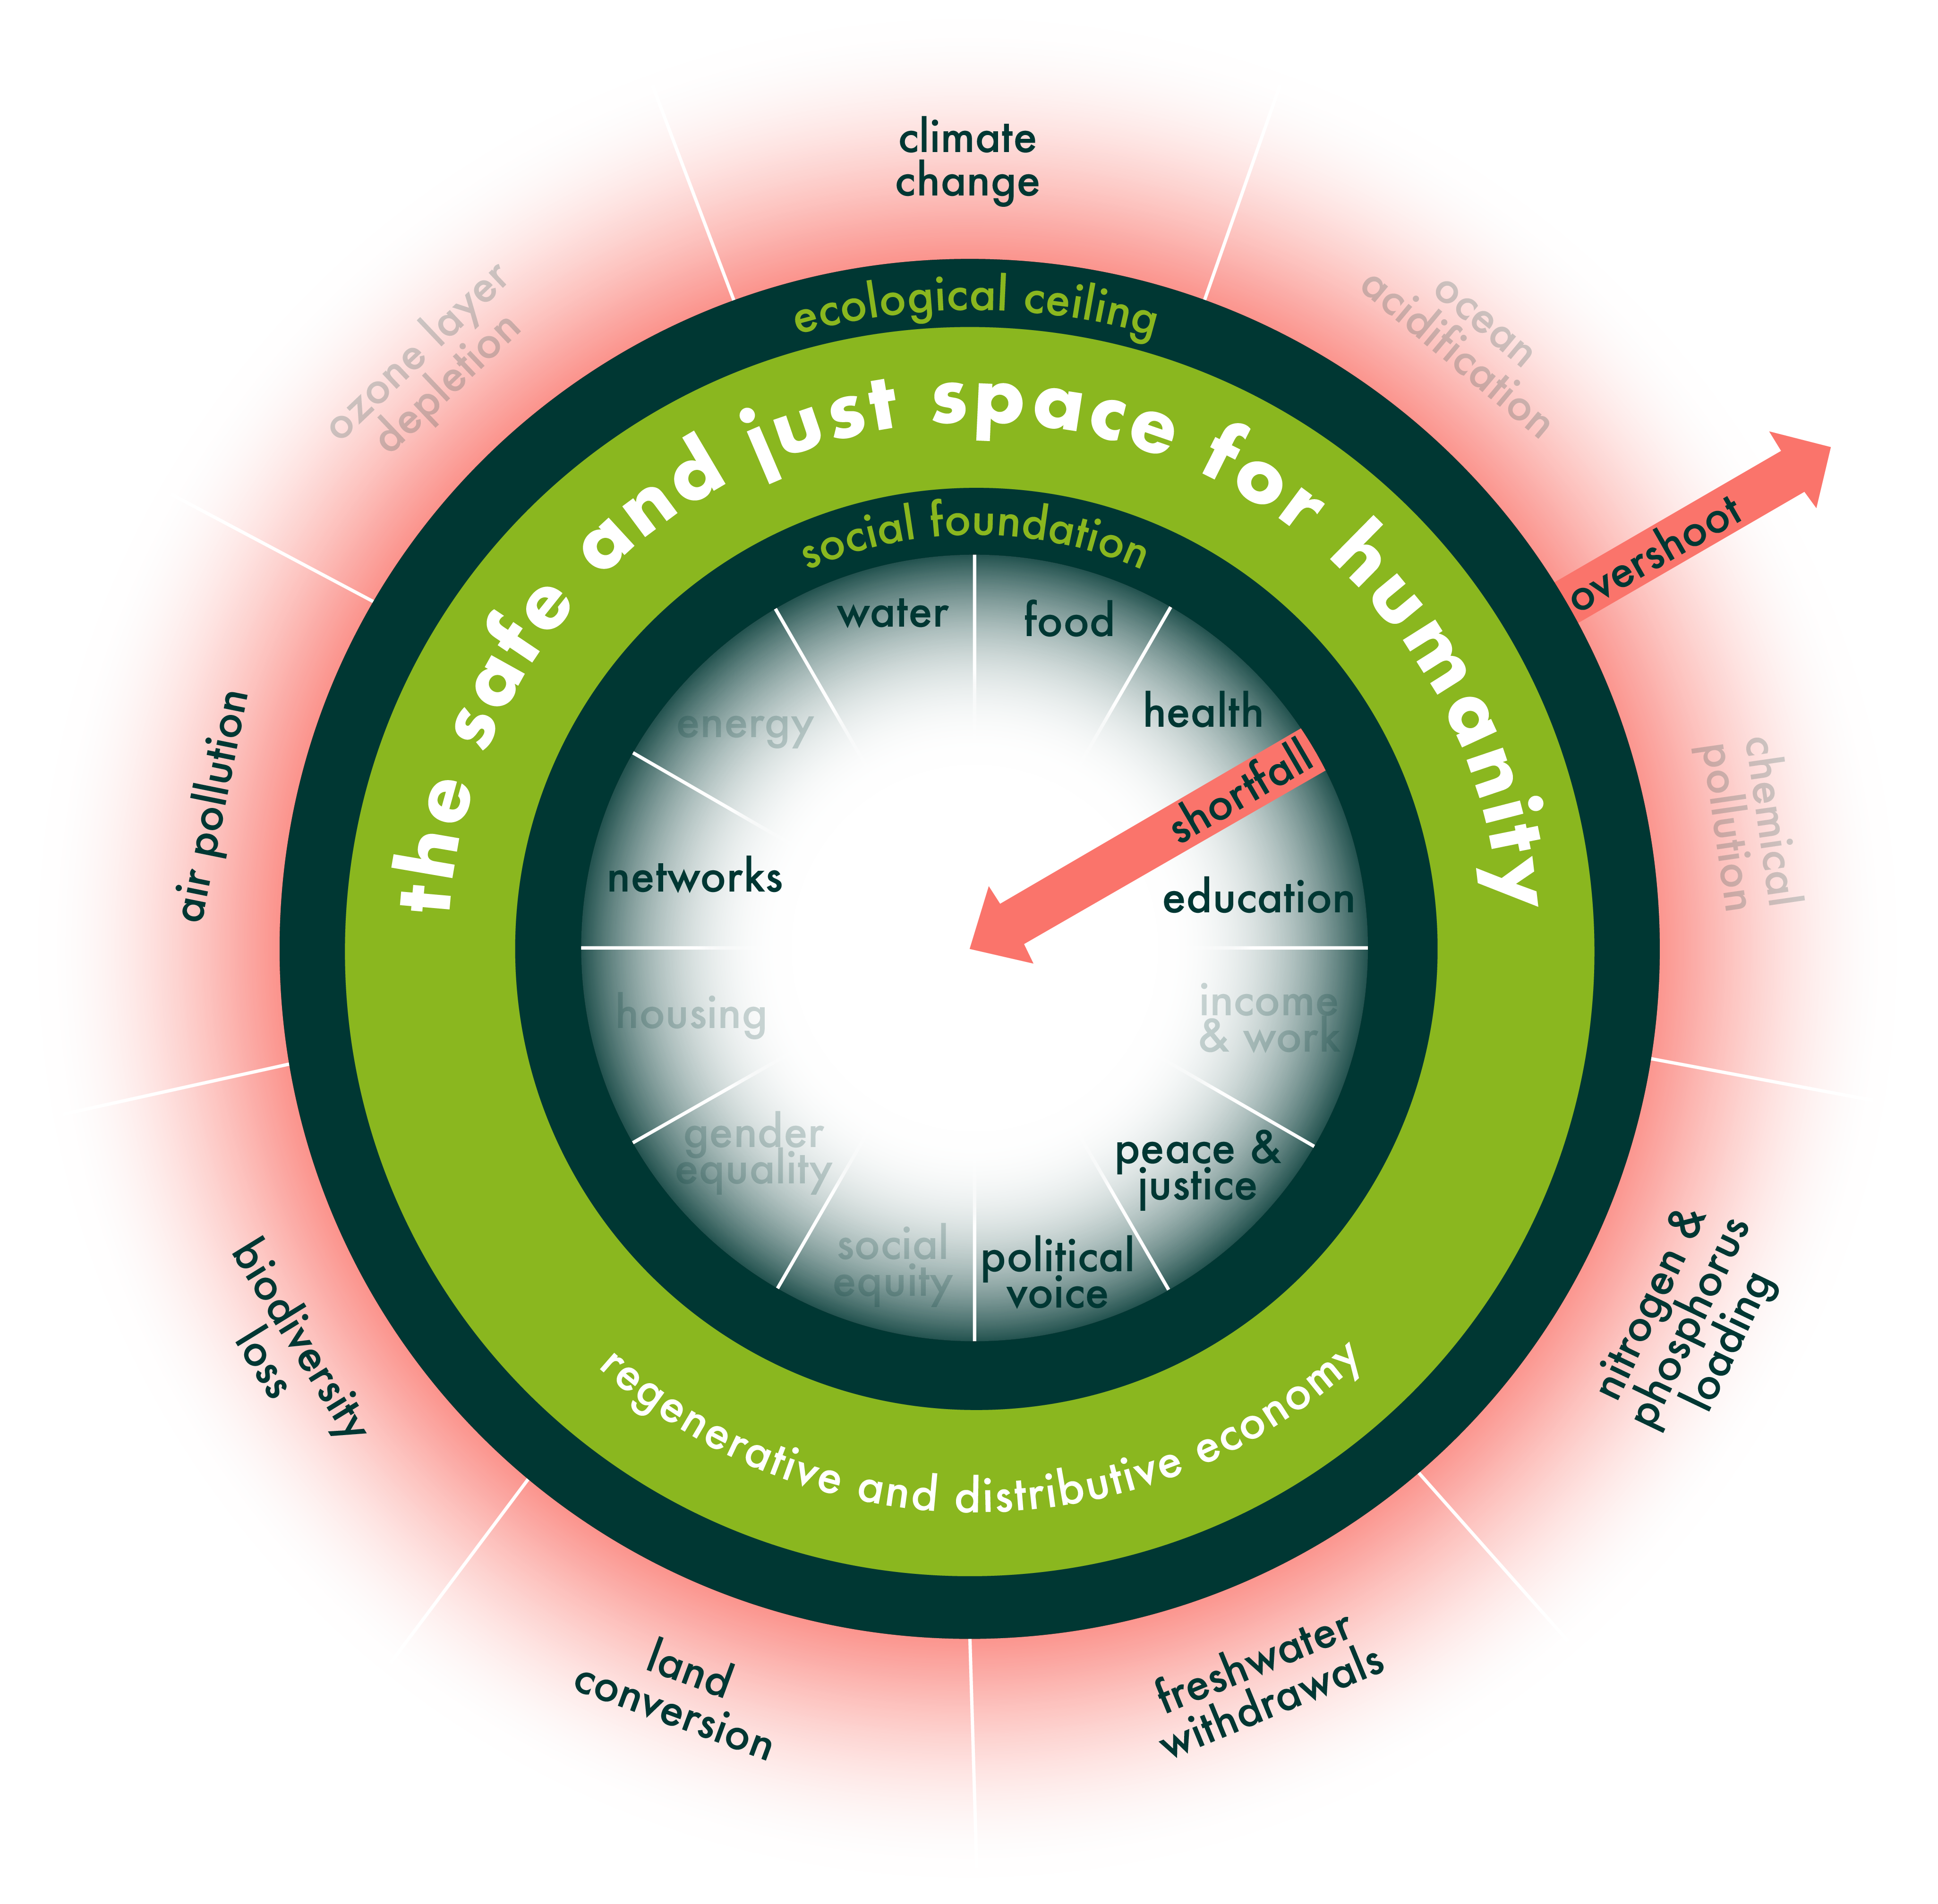 climate
change
ocean
acidification
chemical
pollution
nitrogen &
phosphorus
loading
freshwater
withdrawals
land
conversion
biodiversity
loss
air pollution
ozone layer
depletion
overshoot
ecological ceiling
the safe and just space for humanity
social foundation
water
food
health
shortfall
education
income
& work
peace &
justice
political
voice
social
equity
gender
equality
housing
networks
energy
regenerative and distributive economy